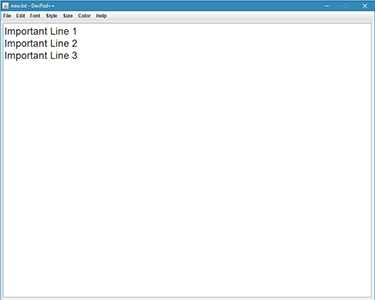 new.txt - DevPad++
File Edit Font Style Size Color Help
Important Line 1
Important Line 2
Important Line 3